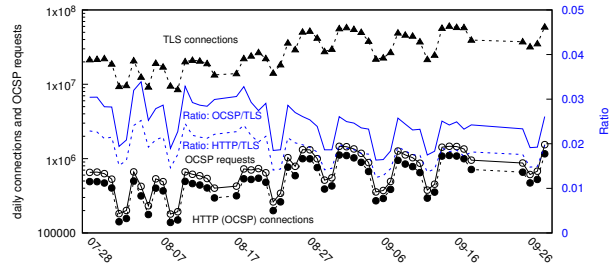 1x10^8
1x10^7
1x10^6
100000
daily connections and OCSP requests
TLS connections
Ratio: OCSP/TLS
Ratio: HTTP/TLS
OCSP requests
HTTP (OCSP) connections
0.05
0.04
0.03
0.02
0.01
0
Ratio
07-28
08-07
08-17
08-27
09-06
09-16
09-26